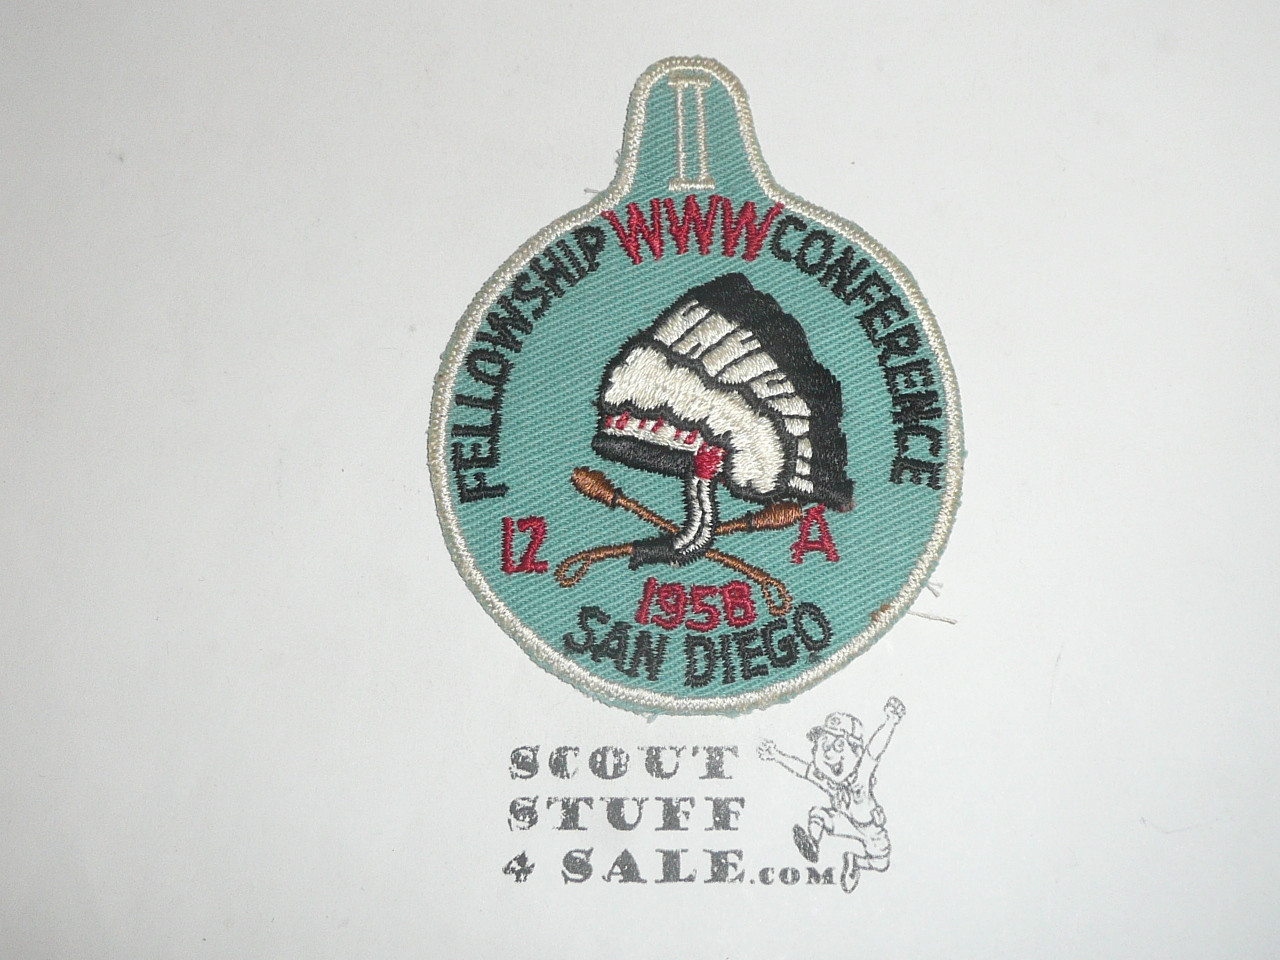 II
FELLOWSHIP WWW CONFERENCE
12 A
1958
SAN DIEGO
SCOUT
STUFF
4 SALE.COM